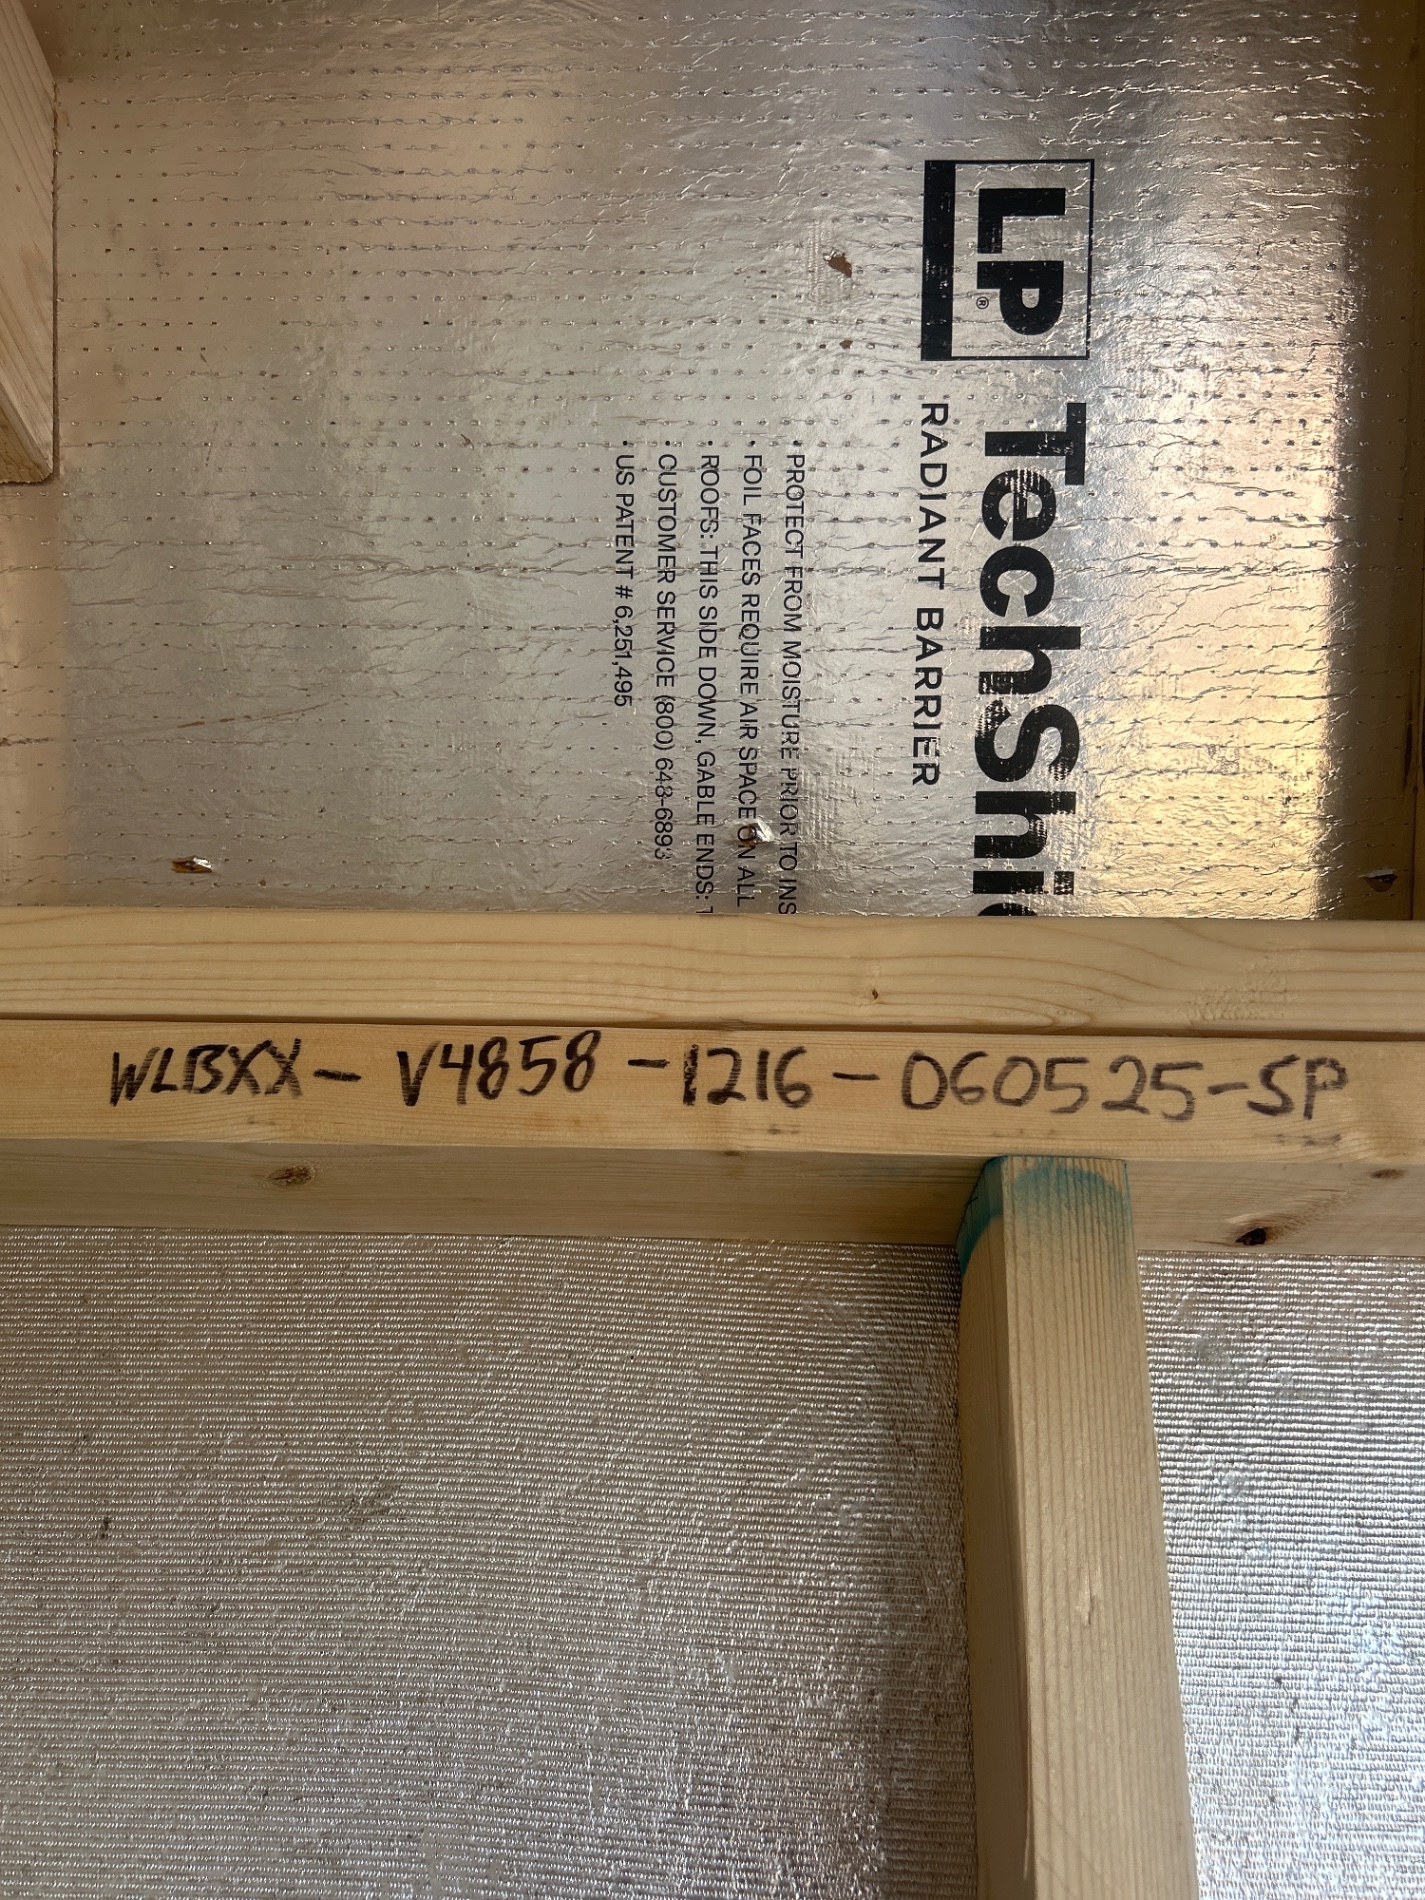 LP®
TechShi
RADIANT BARRIER
• PROTECT FROM MOISTURE PRIOR TO INS
• FOIL FACES REQUIRE AIR SPACE ON ALL
• ROOFS: THIS SIDE DOWN, GABLE ENDS: T
• CUSTOMER SERVICE (800) 648-6893
• US PATENT # 6,251,495
WLBXX- V4858 -1216 - 060525-SP